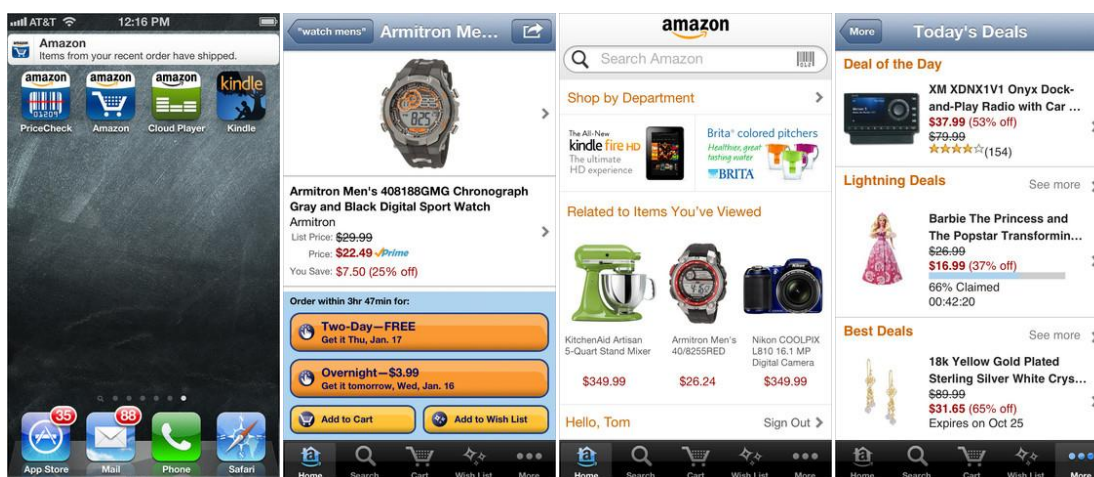 AT&T 12:16 PM
Amazon
Items from your recent order have shipped.
amazon
amazon
amazon
kindle
PriceCheck
Amazon
Cloud Player
Kindle
35
88
App Store
Mail
Phone
Safari
"watch mens"
Armitron Me...
Armitron Men's 408188GMG Chronograph
Gray and Black Digital Sport Watch
Armitron
List Price: $29.99
Price: $22.49 Prime
You Save: $7.50 (25% off)
Order within 3hr 47min for:
Two-Day—FREE
Get it Thu, Jan. 17
Overnight—$3.99
Get it tomorrow, Wed, Jan. 16
Add to Cart
Add to Wish List
Home
Search
Cart
Wish List
More
amazon
Search Amazon
Shop by Department
The All-New
kindle fire HD
The ultimate
HD experience
Brita® colored pitchers
Healthier, great
tasting water
BRITA
Related to Items You've Viewed
KitchenAid Artisan
5-Quart Stand Mixer
$349.99
Armitron Men's
40/8255RED
$26.24
Nikon COOLPIX
L810 16.1 MP
Digital Camera
$349.99
Hello, Tom
Sign Out
Home
Search
Cart
Wish List
More
More
Today's Deals
Deal of the Day
XM XDNX1V1 Onyx Dock-
and-Play Radio with Car ...
$37.99 (53% off)
$79.99
(154)
Lightning Deals
See more
Barbie The Princess and
The Popstar Transformin...
$26.99
$16.99 (37% off)
66% Claimed
00:42:20
Best Deals
See more
18k Yellow Gold Plated
Sterling Silver White Crys...
$89.99
$31.65 (65% off)
Expires on Oct 25
Home
Search
Cart
Wish List
More